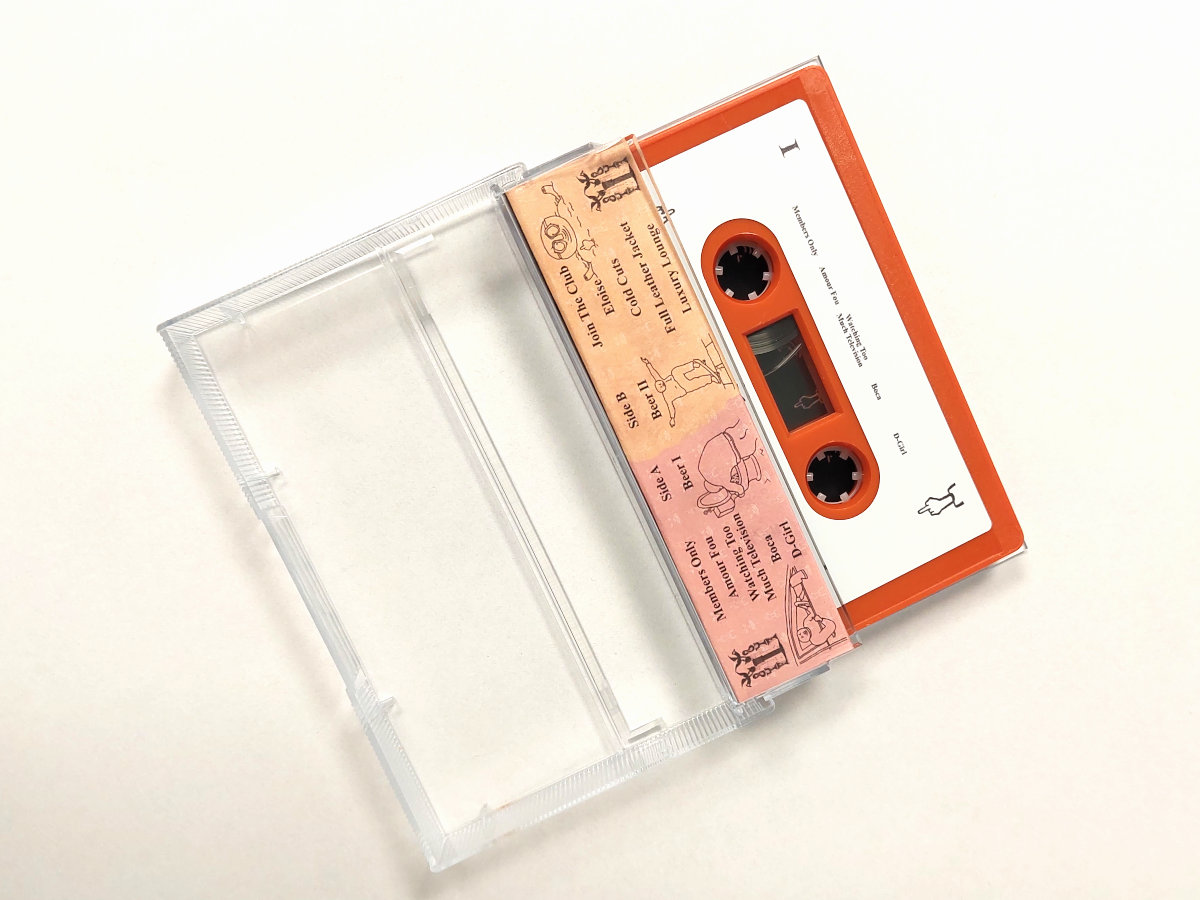 I
Members Only
Amour Fou
Watching Too
Much Television
Boca
D-Girl
Side B
Beer II
Join The Club
Eloise
Cold Cuts
Full Leather Jacket
Luxury Lounge
II
Side A
Beer I
Members Only
Amour Fou
Watching Too
Much Television
Boca
D-Girl
I